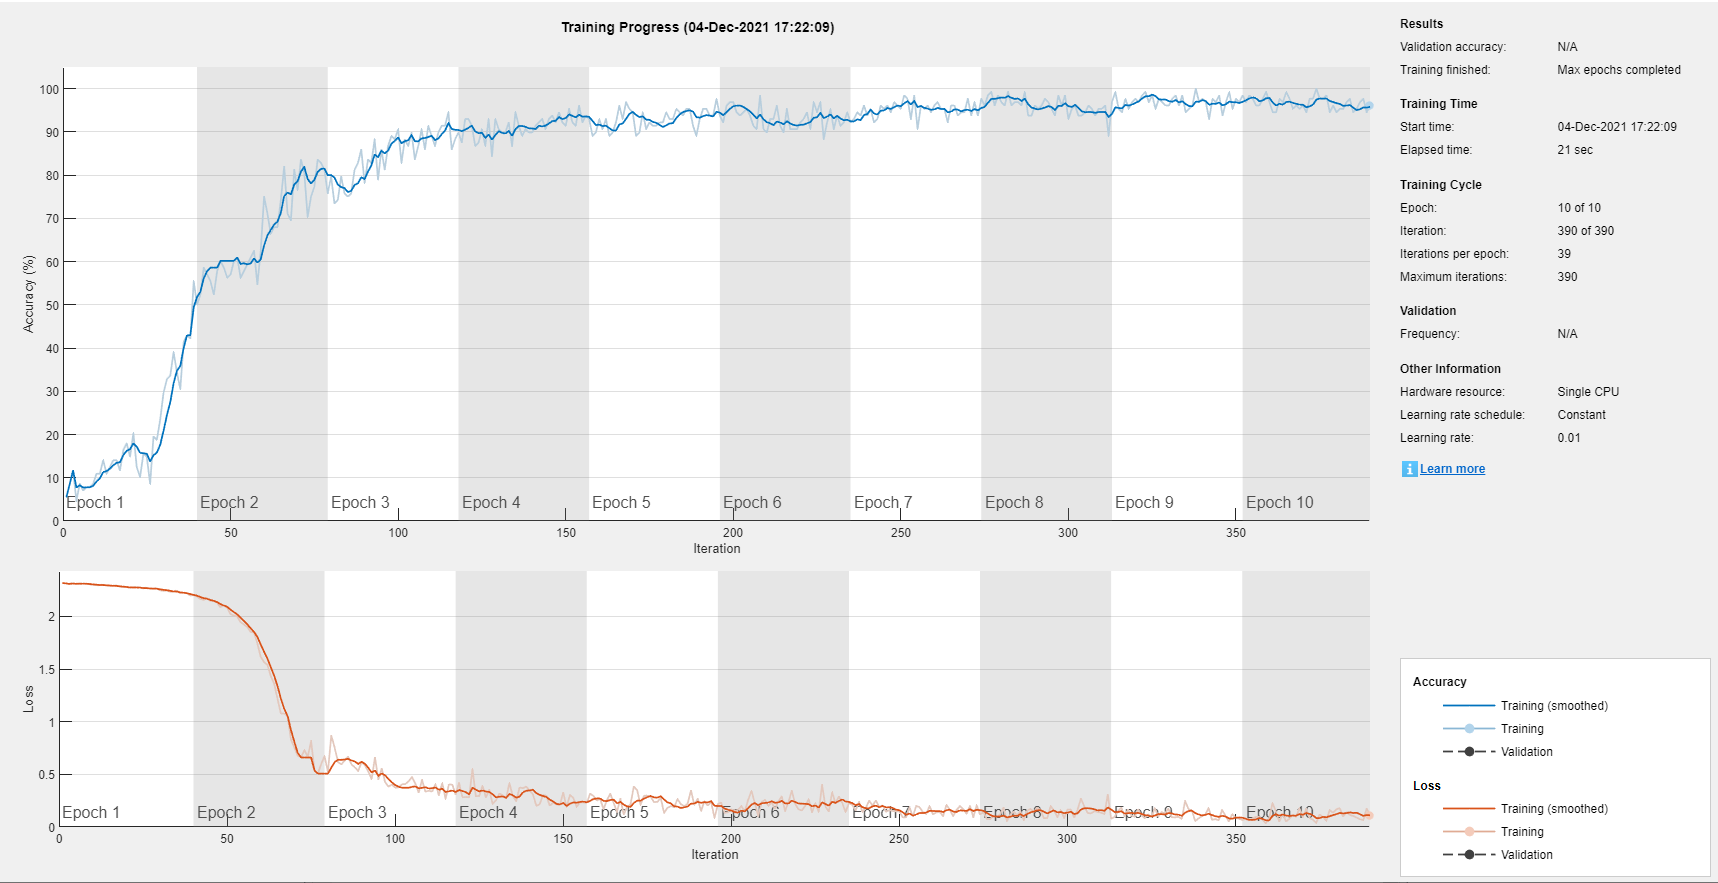 Training Progress (04-Dec-2021 17:22:09)
100
90
80
70
60
50
40
30
20
10
0
Accuracy (%)
Epoch 1 Epoch 2 Epoch 3 Epoch 4 Epoch 5 Epoch 6 Epoch 7 Epoch 8 Epoch 9 Epoch 10
0 50 100 150 200 250 300 350
Iteration
2
1.5
1
0.5
0
Loss
Epoch 1 Epoch 2 Epoch 3 Epoch 4 Epoch 5 Epoch 6 Epoch 7 Epoch 8 Epoch 9 Epoch 10
0 50 100 150 200 250 300 350
Iteration
Results
Validation accuracy: N/A
Training finished: Max epochs completed
Training Time
Start time: 04-Dec-2021 17:22:09
Elapsed time: 21 sec
Training Cycle
Epoch: 10 of 10
Iteration: 390 of 390
Iterations per epoch: 39
Maximum iterations: 390
Validation
Frequency: N/A
Other Information
Hardware resource: Single CPU
Learning rate schedule: Constant
Learning rate: 0.01
i Learn more
Accuracy
Training (smoothed)
Training
Validation
Loss
Training (smoothed)
Training
Validation